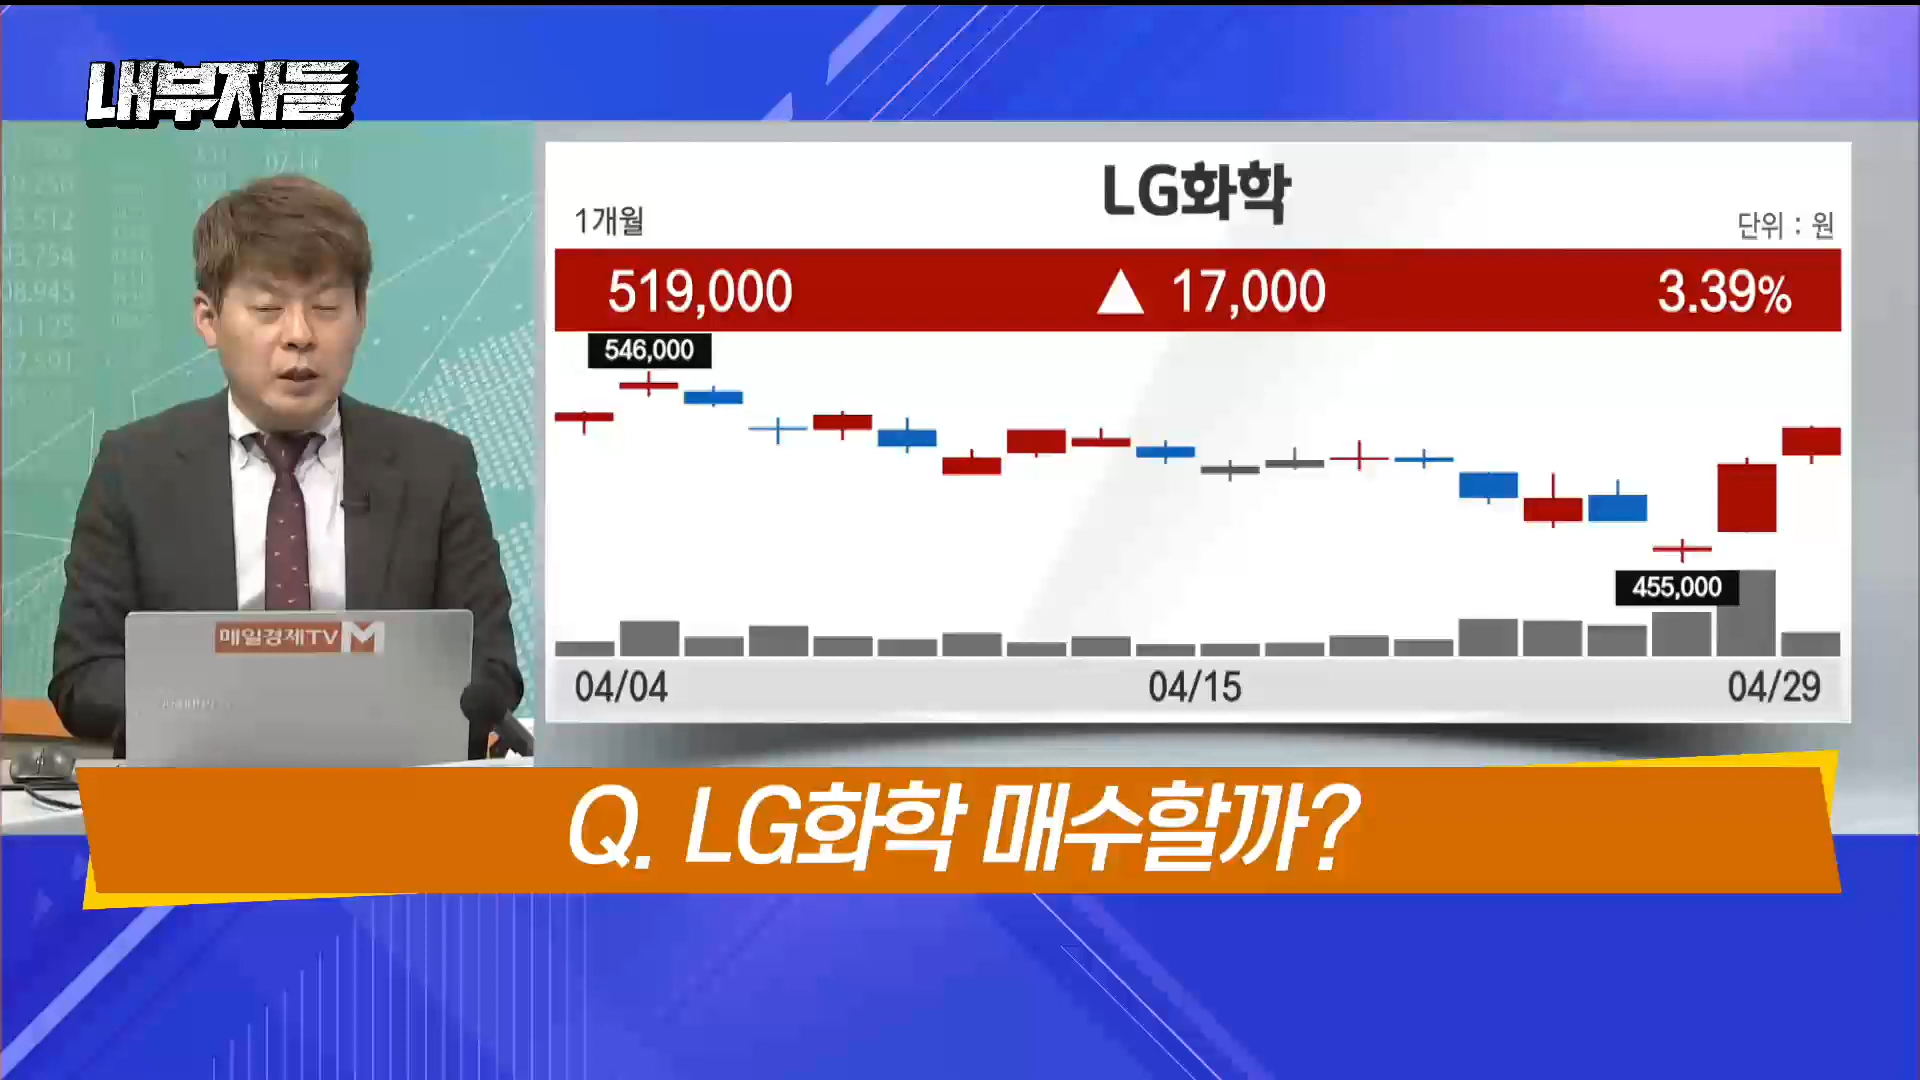 내부자들
LG화학
1개월
단위 : 원
519,000 ▲ 17,000 3.39%
546,000
455,000
04/04 04/15 04/29
매일경제TV M
Q. LG화학 매수할까?